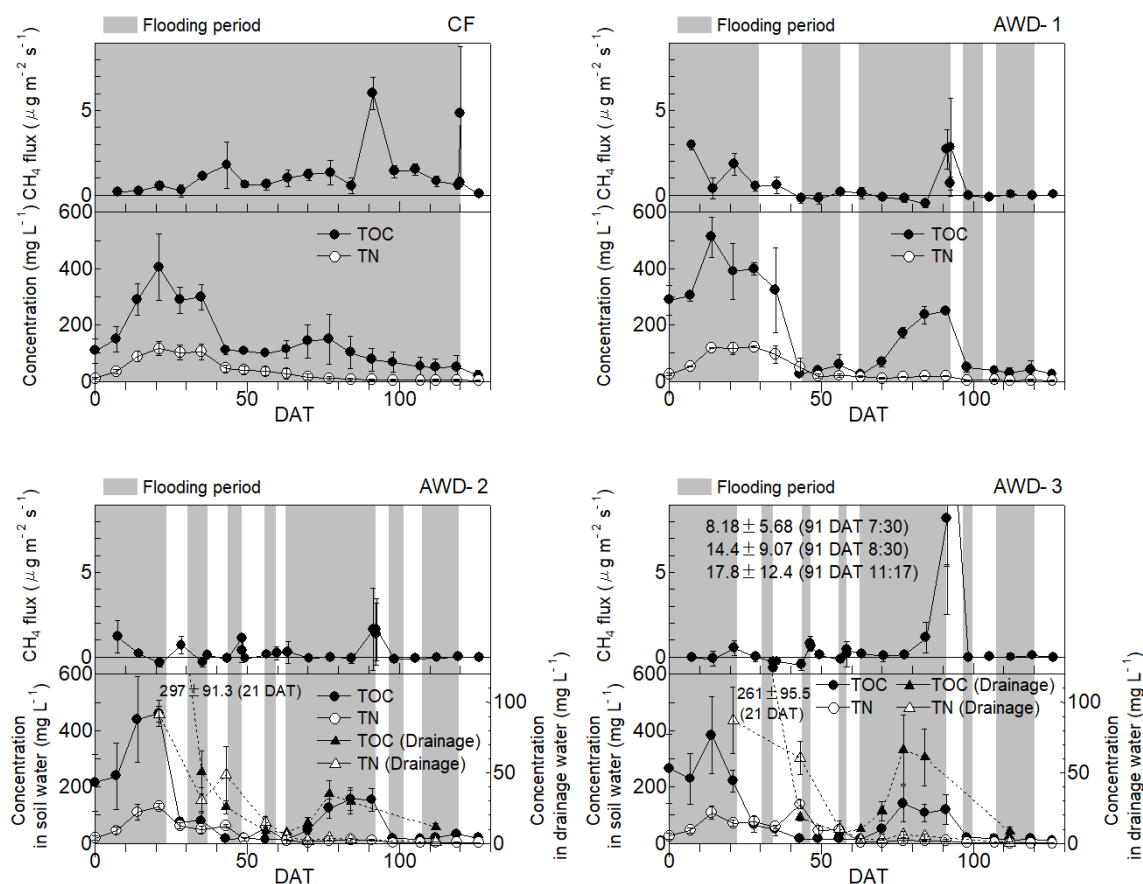 Flooding period CF
CH4 flux (μg m−2 s−1)
5
0
Concentration (mg L−1)
600
400
200
0
TOC
TN
0 50 100
DAT
Flooding period AWD-1
CH4 flux (μg m−2 s−1)
5
0
Concentration (mg L−1)
600
400
200
0
TOC
TN
0 50 100
DAT
Flooding period AWD-2
CH4 flux (μg m−2 s−1)
5
0
Concentration
in soil water (mg L−1)
600
400
200
0
297±91.3 (21 DAT)
TOC
TN
TOC (Drainage)
TN (Drainage)
100
50
0
Concentration
in drainage water (mg L−1)
0 50 100
DAT
Flooding period AWD-3
8.18±5.68 (91 DAT 7:30)
14.4±9.07 (91 DAT 8:30)
17.8±12.4 (91 DAT 11:17)
CH4 flux (μg m−2 s−1)
5
0
Concentration
in soil water (mg L−1)
600
400
200
0
261±95.5
(21 DAT)
TOC TOC (Drainage)
TN TN (Drainage)
100
50
0
Concentration
in drainage water (mg L−1)
0 50 100
DAT